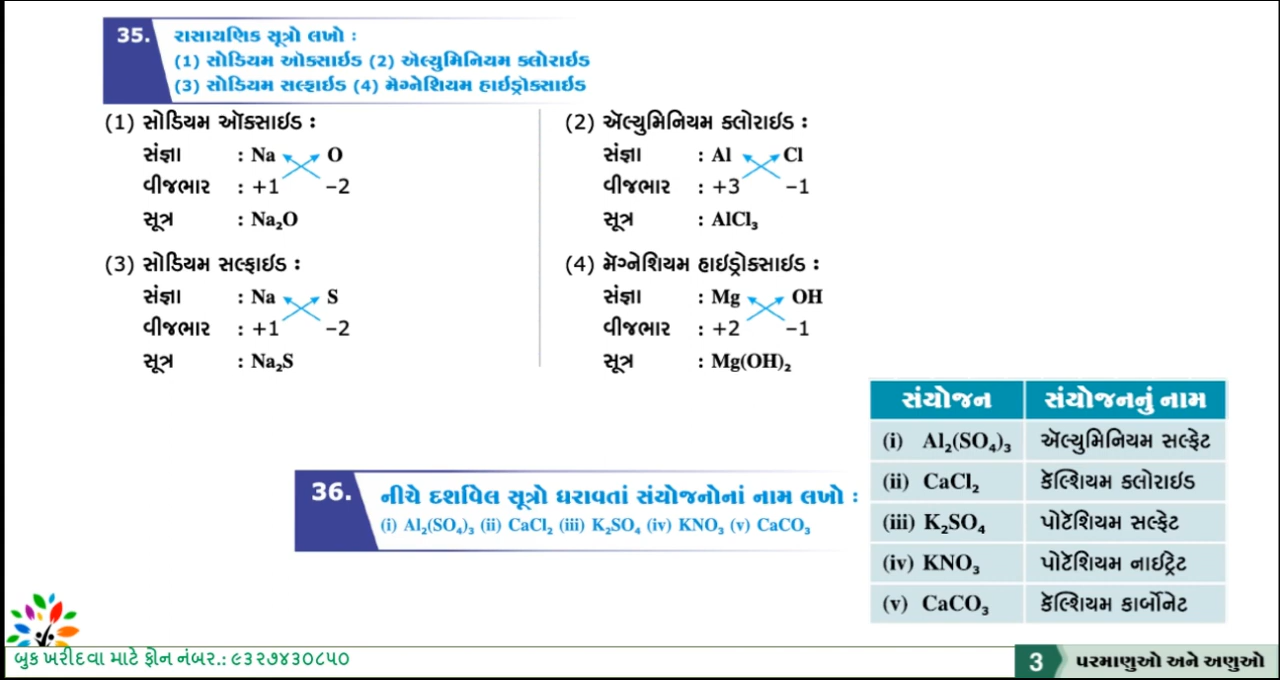 35. રાસાયણિક સૂત્રો લખો :
(1) સોડિયમ ઓક્સાઇડ (2) ઍલ્યુમિનિયમ ક્લોરાઇડ
(3) સોડિયમ સલ્ફાઇડ (4) મૅગ્નેશિયમ હાઇડ્રૉક્સાઇડ
(1) સોડિયમ ઑક્સાઇડ :
સંજ્ઞા : Na O
વીજભાર : +1 –2
સૂત્ર : Na₂O
(2) ઍલ્યુમિનિયમ ક્લોરાઇડ :
સંજ્ઞા : Al Cl
વીજભાર : +3 –1
સૂત્ર : AlCl₃
(3) સોડિયમ સલ્ફાઇડ :
સંજ્ઞા : Na S
વીજભાર : +1 –2
સૂત્ર : Na₂S
(4) મૅગ્નેશિયમ હાઇડ્રોક્સાઇડ :
સંજ્ઞા : Mg OH
વીજભાર : +2 –1
સૂત્ર : Mg(OH)₂
36. નીચે દર્શાવેલ સૂત્રો ધરાવતાં સંયોજનોનાં નામ લખો :
(i) Al₂(SO₄)₃ (ii) CaCl₂ (iii) K₂SO₄ (iv) KNO₃ (v) CaCO₃
સંયોજન સંયોજનનું નામ
(i) Al₂(SO₄)₃ ઍલ્યુમિનિયમ સલ્ફેટ
(ii) CaCl₂ કૅલ્શિયમ ક્લોરાઇડ
(iii) K₂SO₄ પોટૅશિયમ સલ્ફેટ
(iv) KNO₃ પોટૅશિયમ નાઇટ્રેટ
(v) CaCO₃ કૅલ્શિયમ કાર્બોનેટ
બુક ખરીદવા માટે ફોન નંબર.: ૯૩૨૭૪૩૦૮૫૦
3 પરમાણુઓ અને અણુઓ